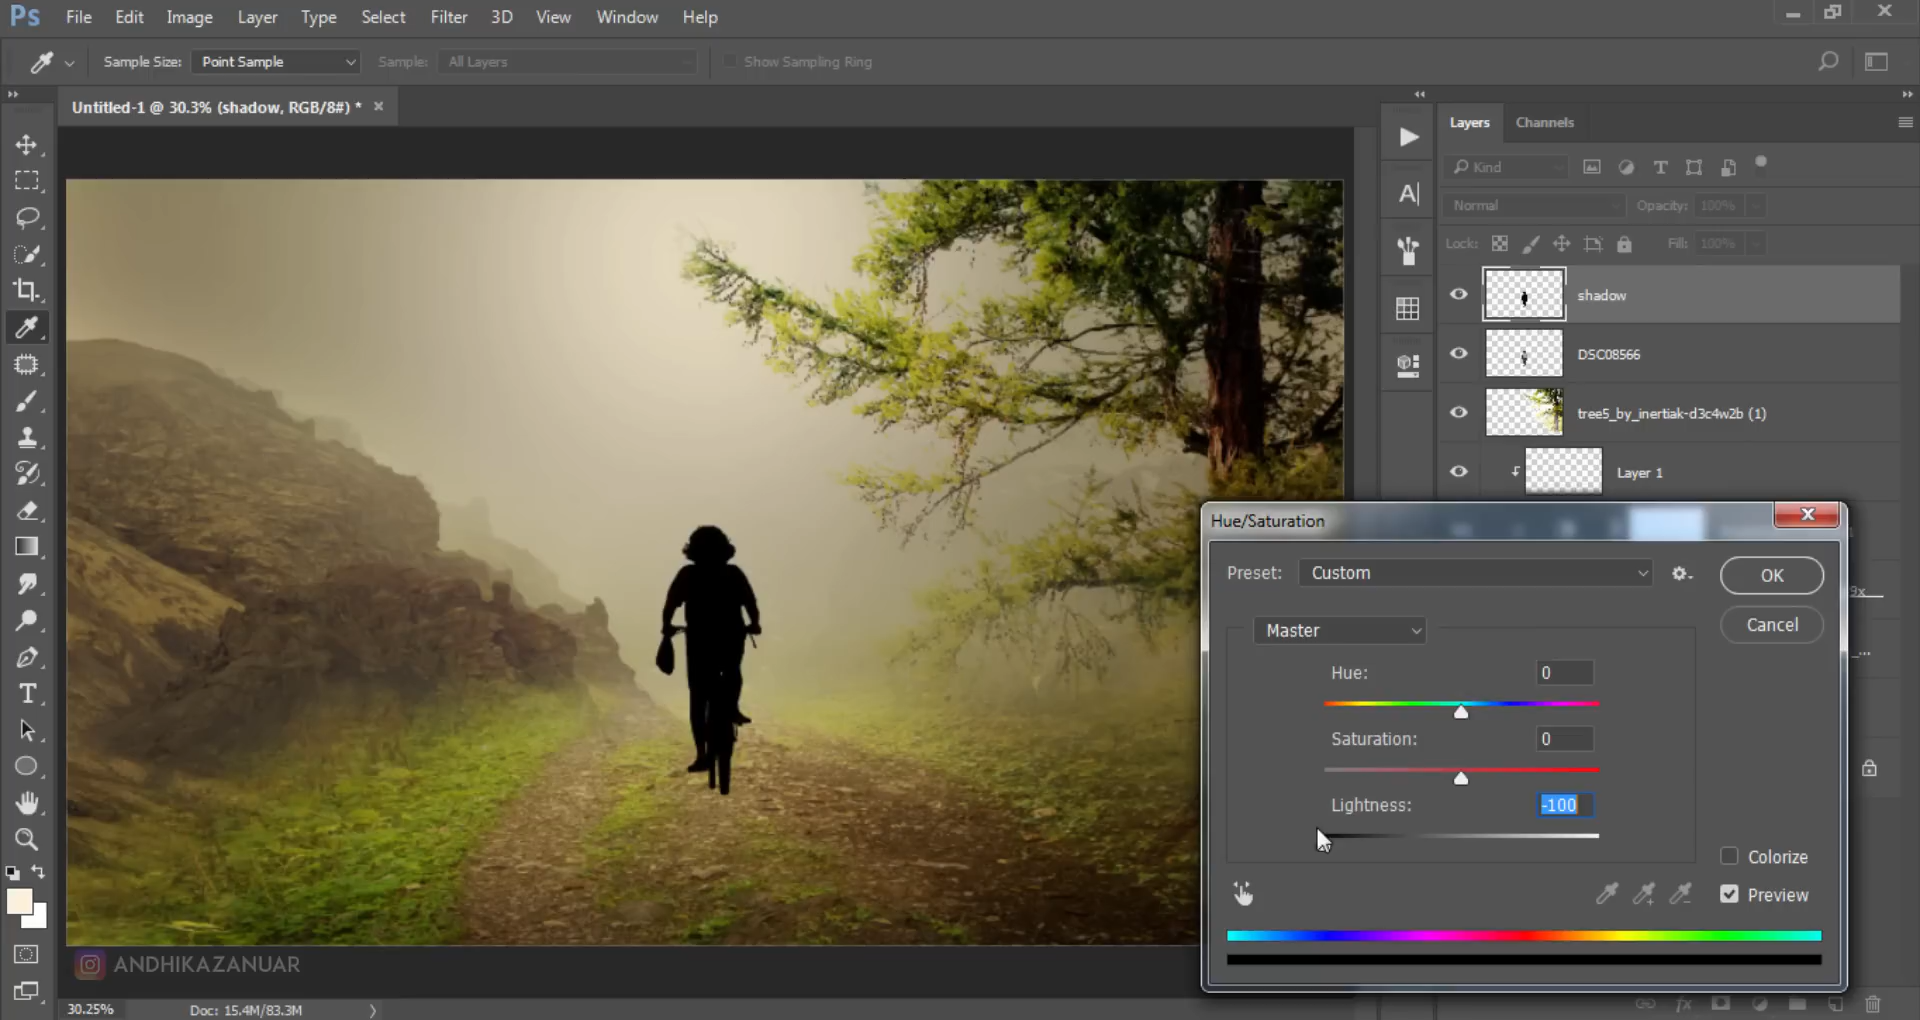 Ps File Edit Image Layer Type Select Filter 3D View Window Help
Sample Size: Point Sample Sample: All Layers Show Sampling Ring
Untitled-1 @ 30.3% (shadow, RGB/8#) *
Layers Channels
Kind
Normal Opacity: 100%
Lock: Fill: 100%
shadow
DSC08566
tree5_by_inertiak-d3c4w2b (1)
Layer 1
Hue/Saturation
Preset: Custom OK
Cancel
Master
Hue: 0
Saturation: 0
Lightness: -100
Colorize
Preview
ANDHIKAZANUAR
30.25% Doc: 15.4M/83.3M